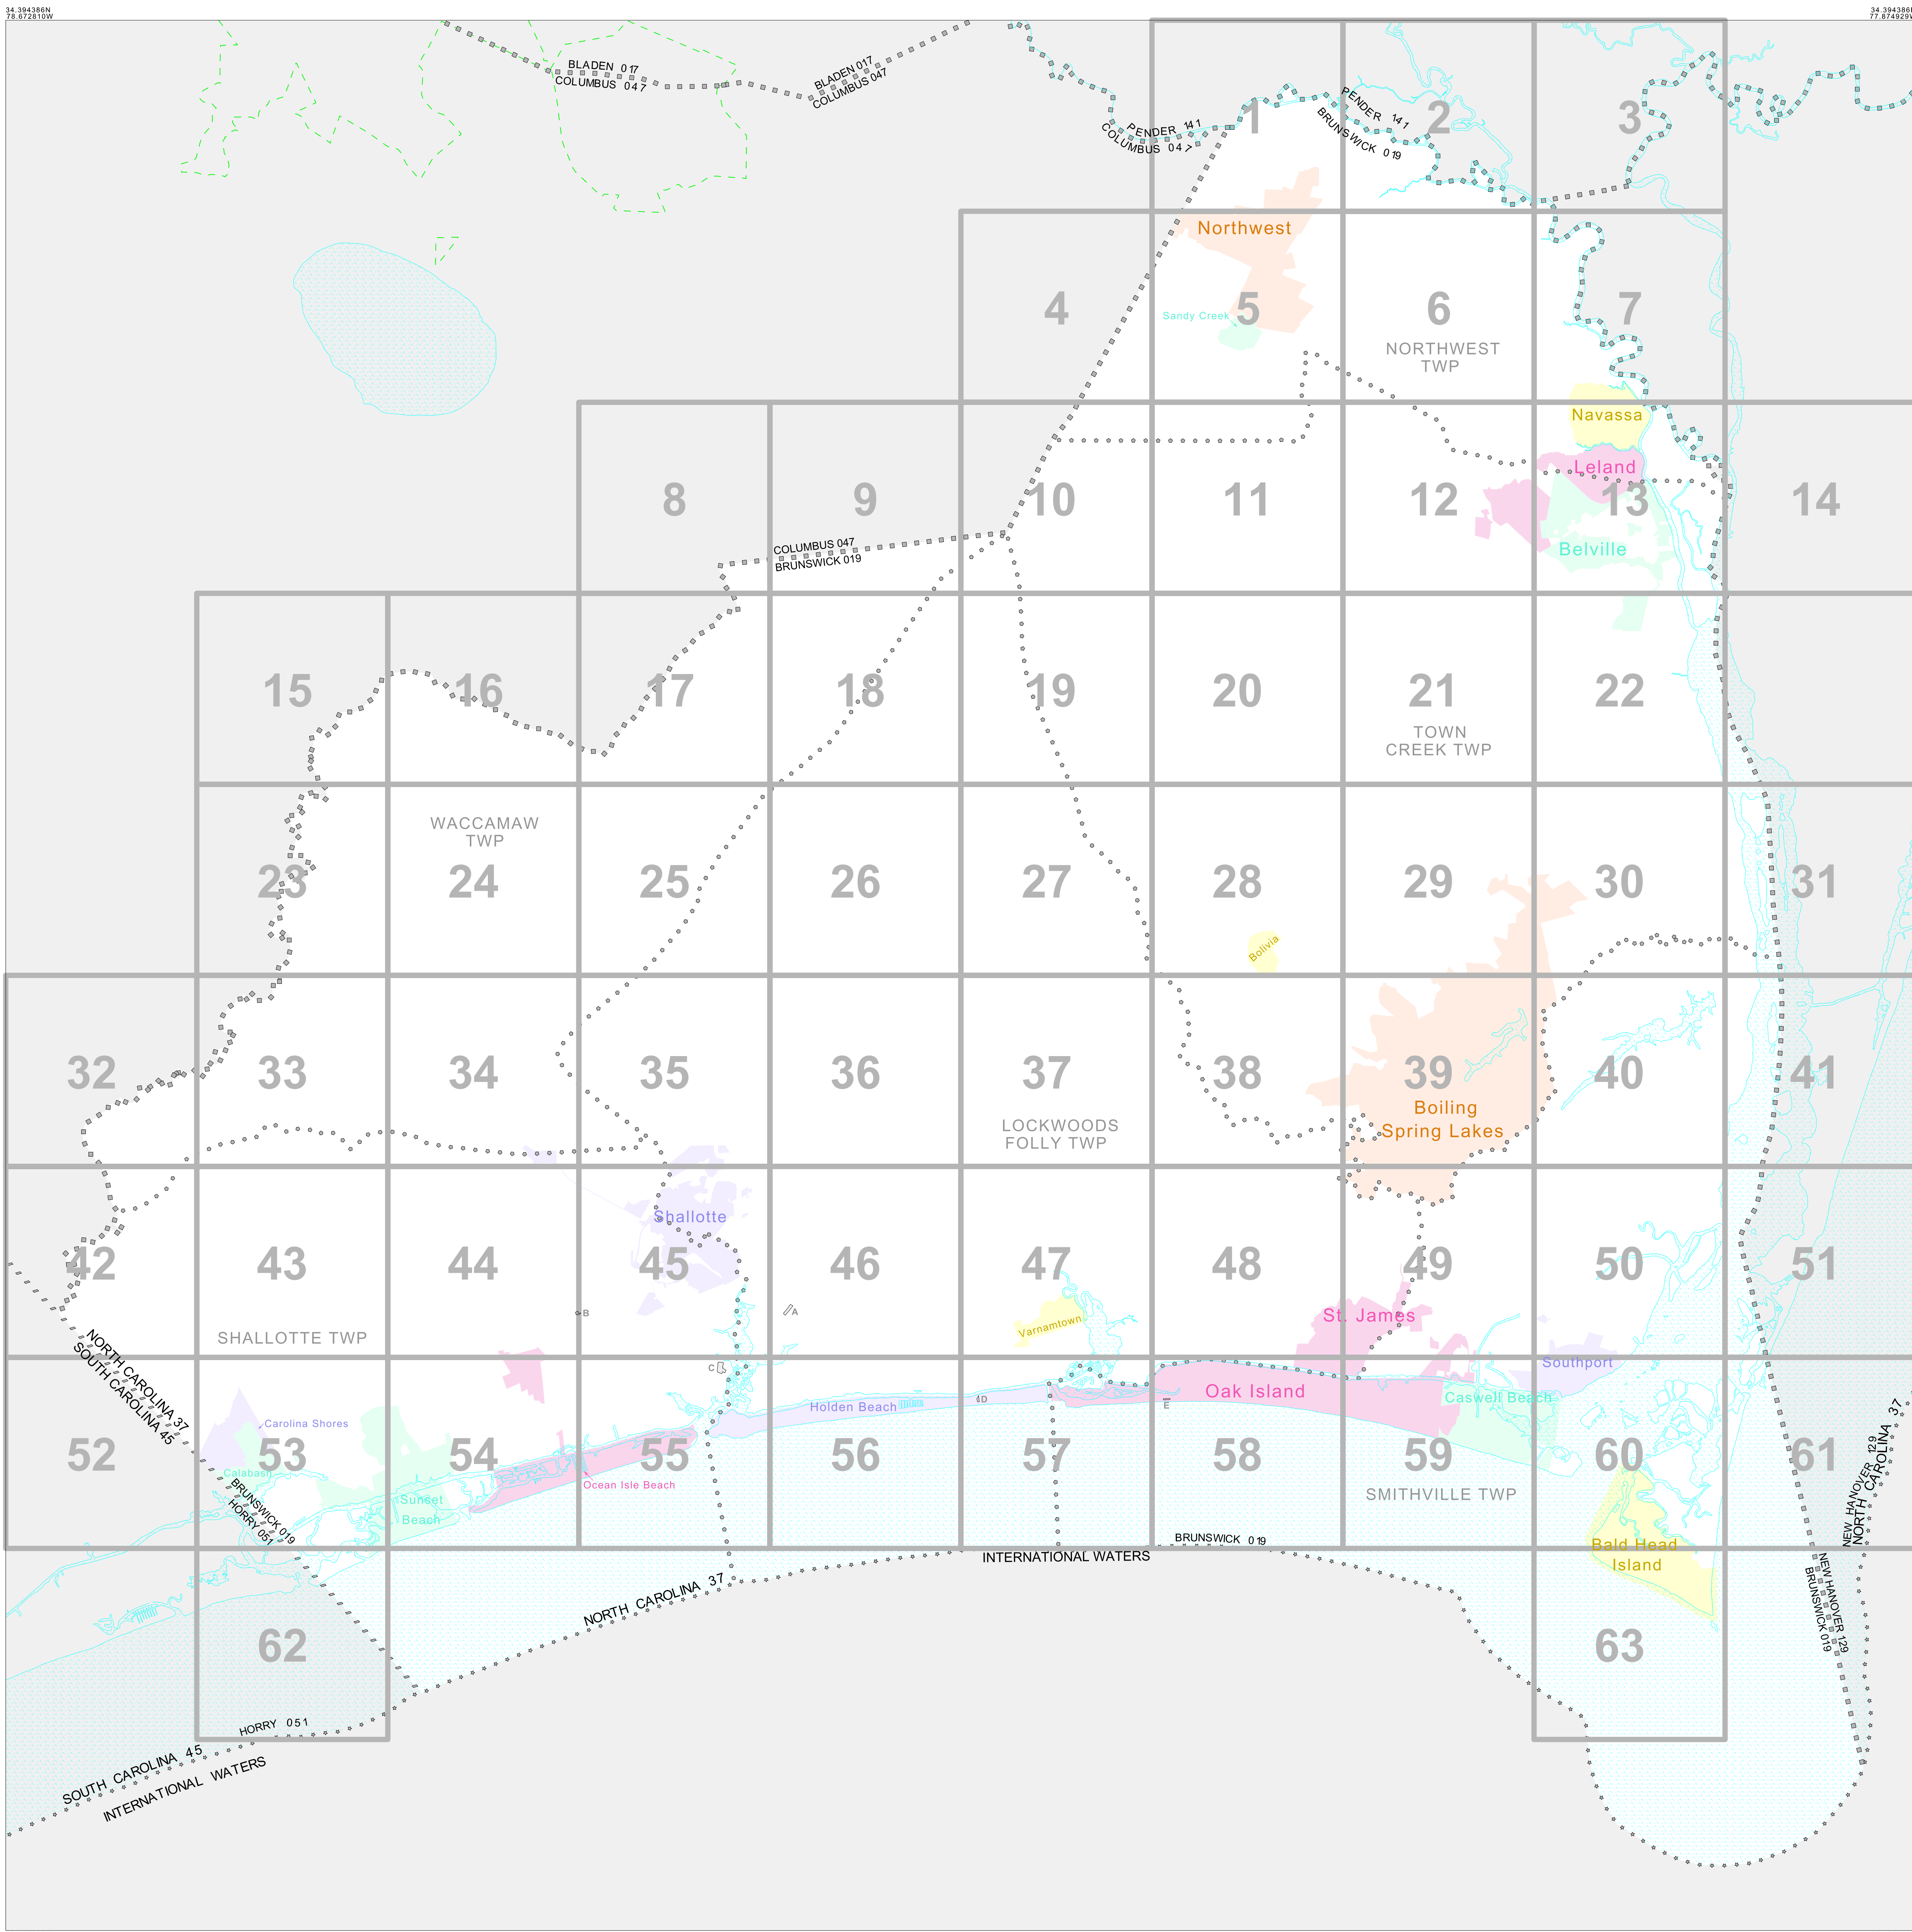 34.394386N
78.672810W
34.394386
77.874929W
BLADEN 017
COLUMBUS 047
BLADEN 017
COLUMBUS 047
PENDER 141
COLUMBUS 047
PENDER 141
BRUNSWICK 019
1
2
3
Northwest
4
5
6
7
Sandy Creek
NORTHWEST
TWP
Navassa
Leland
8
9
10
11
12
13
14
COLUMBUS 047
BRUNSWICK 019
Belville
15
16
17
18
19
20
21
22
TOWN
CREEK TWP
WACCAMAW
TWP
23
24
25
26
27
28
29
30
31
Bolivia
32
33
34
35
36
37
38
39
40
41
LOCKWOODS
FOLLY TWP
Boiling
Spring Lakes
Shallotte
42
43
44
45
46
47
48
49
50
51
B
A
Varnamtown
St. James
SHALLOTTE TWP
NORTH CAROLINA 37
SOUTH CAROLINA 45
C
Southport
Oak Island
Caswell Beach
Holden Beach
D
E
Carolina Shores
52
53
54
55
56
57
58
59
60
61
Calabash
Ocean Isle Beach
Sunset
Beach
SMITHVILLE TWP
BRUNSWICK 019
HORRY 051
NEW HANOVER 129
NORTH CAROLINA 37
BRUNSWICK 019
INTERNATIONAL WATERS
Bald Head
Island
NORTH CAROLINA 37
NEW HANOVER 129
BRUNSWICK 019
62
63
HORRY 051
SOUTH CAROLINA 45
INTERNATIONAL WATERS